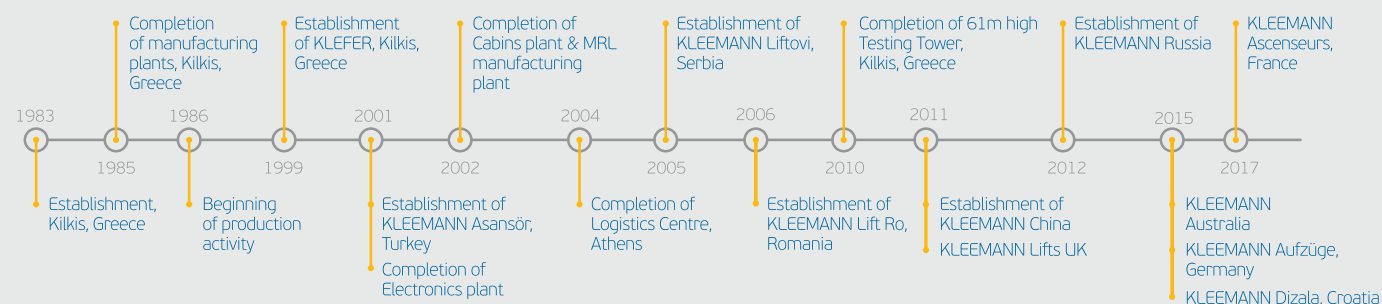 1983
Establishment,
Kilkis, Greece
Completion
of manufacturing
plants, Kilkis,
Greece
1985
1986
Beginning
of production
activity
Establishment
of KLEFER, Kilkis,
Greece
1999
2001
Establishment of
KLEEMANN Asansör,
Turkey
Completion of
Electronics plant
Completion of
Cabins plant & MRL
manufacturing
plant
2002
2004
Completion of
Logistics Centre,
Athens
Establishment of
KLEEMANN Liftovi,
Serbia
2005
2006
Establishment of
KLEEMANN Lift Ro,
Romania
Completion of 61m high
Testing Tower,
Kilkis, Greece
2010
2011
Establishment of
KLEEMANN China
KLEEMANN Lifts UK
Establishment of
KLEEMANN Russia
2012
2015
KLEEMANN
Australia
KLEEMANN Aufzüge,
Germany
KLEEMANN Dizala, Croatia
KLEEMANN
Ascenseurs,
France
2017